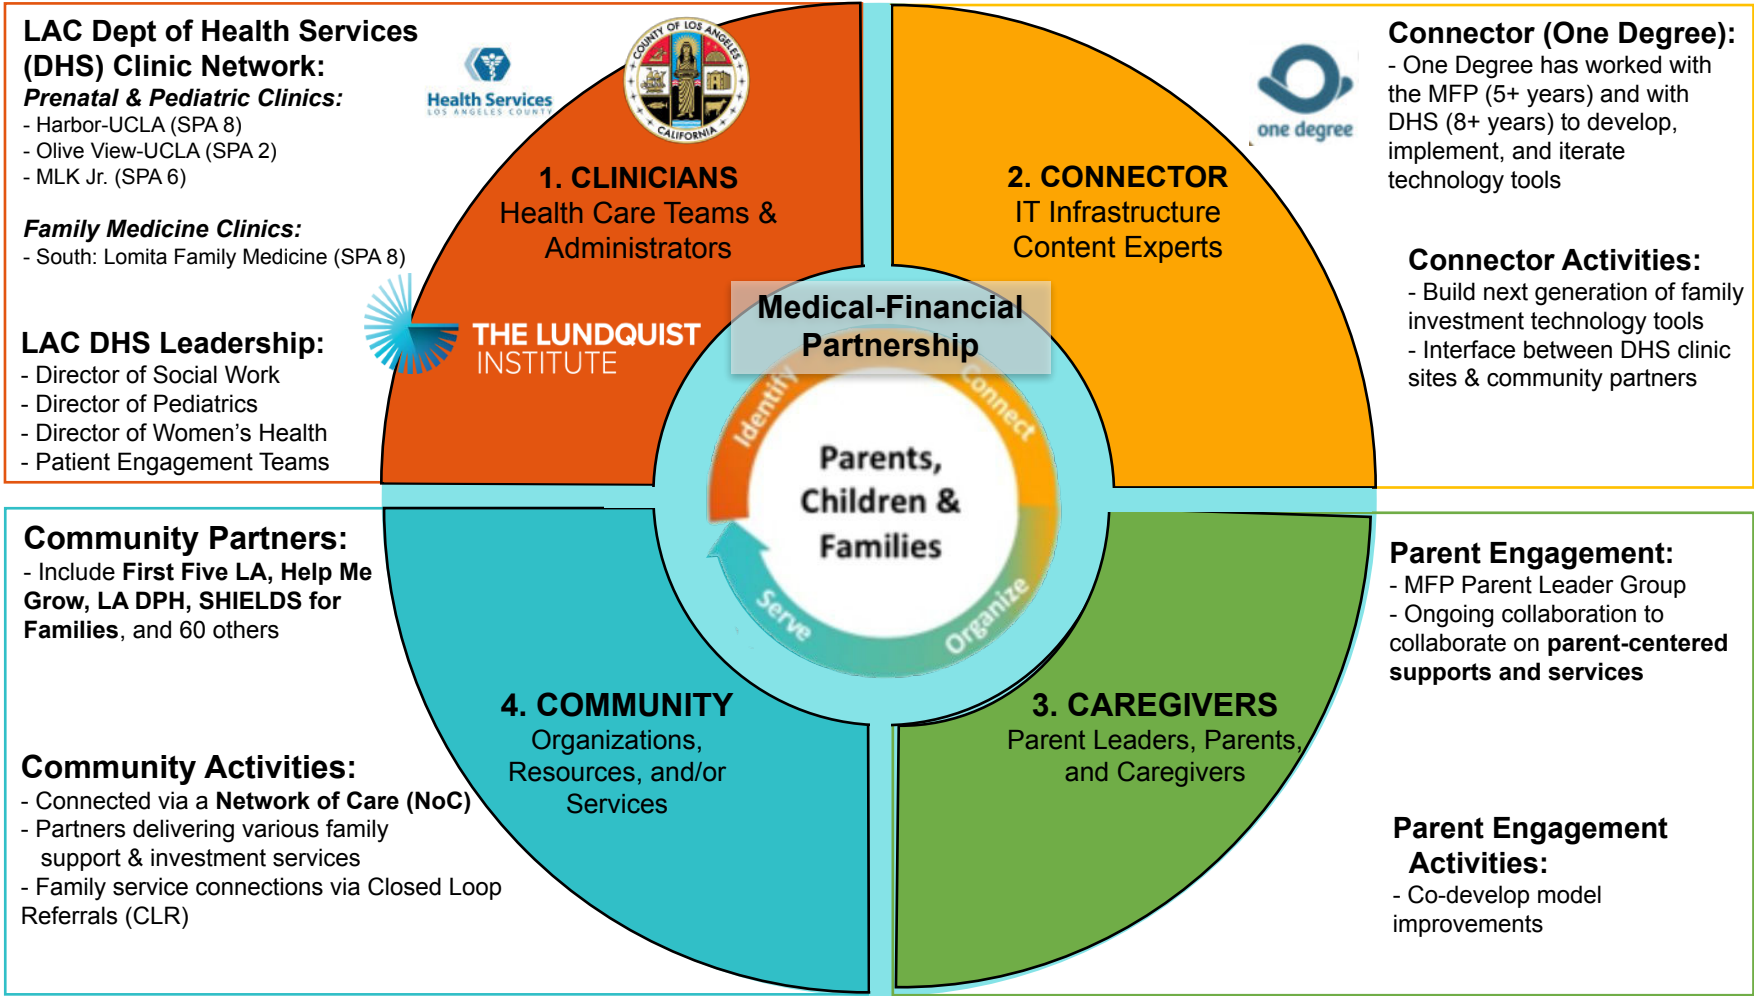 LAC Dept of Health Services
(DHS) Clinic Network:
Prenatal & Pediatric Clinics:
- Harbor-UCLA (SPA 8)
- Olive View-UCLA (SPA 2)
- MLK Jr. (SPA 6)
Family Medicine Clinics:
- South: Lomita Family Medicine (SPA 8)
LAC DHS Leadership:
- Director of Social Work
- Director of Pediatrics
- Director of Women's Health
- Patient Engagement Teams
Health Services
LOS ANGELES COUNTY
COUNTY OF LOS ANGELES
CALIFORNIA
1. CLINICIANS
Health Care Teams &
Administrators
THE LUNDQUIST
INSTITUTE
2. CONNECTOR
IT Infrastructure
Content Experts
one degree
Connector (One Degree):
- One Degree has worked with
the MFP (5+ years) and with
DHS (8+ years) to develop,
implement, and iterate
technology tools
Connector Activities:
- Build next generation of family
investment technology tools
- Interface between DHS clinic
sites & community partners
Medical-Financial
Partnership
Identify
Connect
Organize
Serve
Parents,
Children &
Families
Community Partners:
- Include First Five LA, Help Me
Grow, LA DPH, SHIELDS for
Families, and 60 others
Community Activities:
- Connected via a Network of Care (NoC)
- Partners delivering various family
support & investment services
- Family service connections via Closed Loop
Referrals (CLR)
4. COMMUNITY
Organizations,
Resources, and/or
Services
3. CAREGIVERS
Parent Leaders, Parents,
and Caregivers
Parent Engagement:
- MFP Parent Leader Group
- Ongoing collaboration to
collaborate on parent-centered
supports and services
Parent Engagement
Activities:
- Co-develop model
improvements